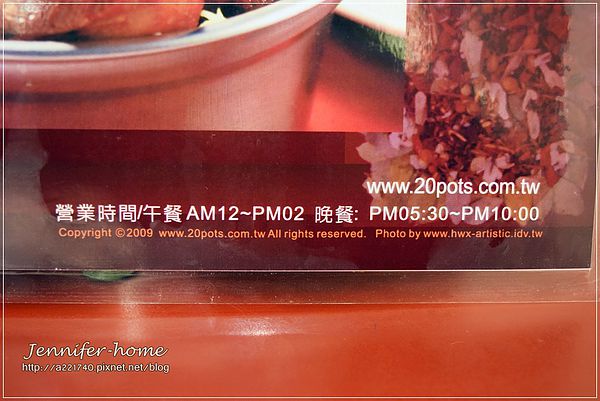 www.20pots.com.tw
營業時間/午餐 AM12~PM02 晚餐: PM05:30~PM10:00
Copyright ©2009 www.20pots.com.tw All rights reserved. Photo by www.hwx-artistic.idv.tw
Jennifer-home
http://a221740.pixnet.net/blog